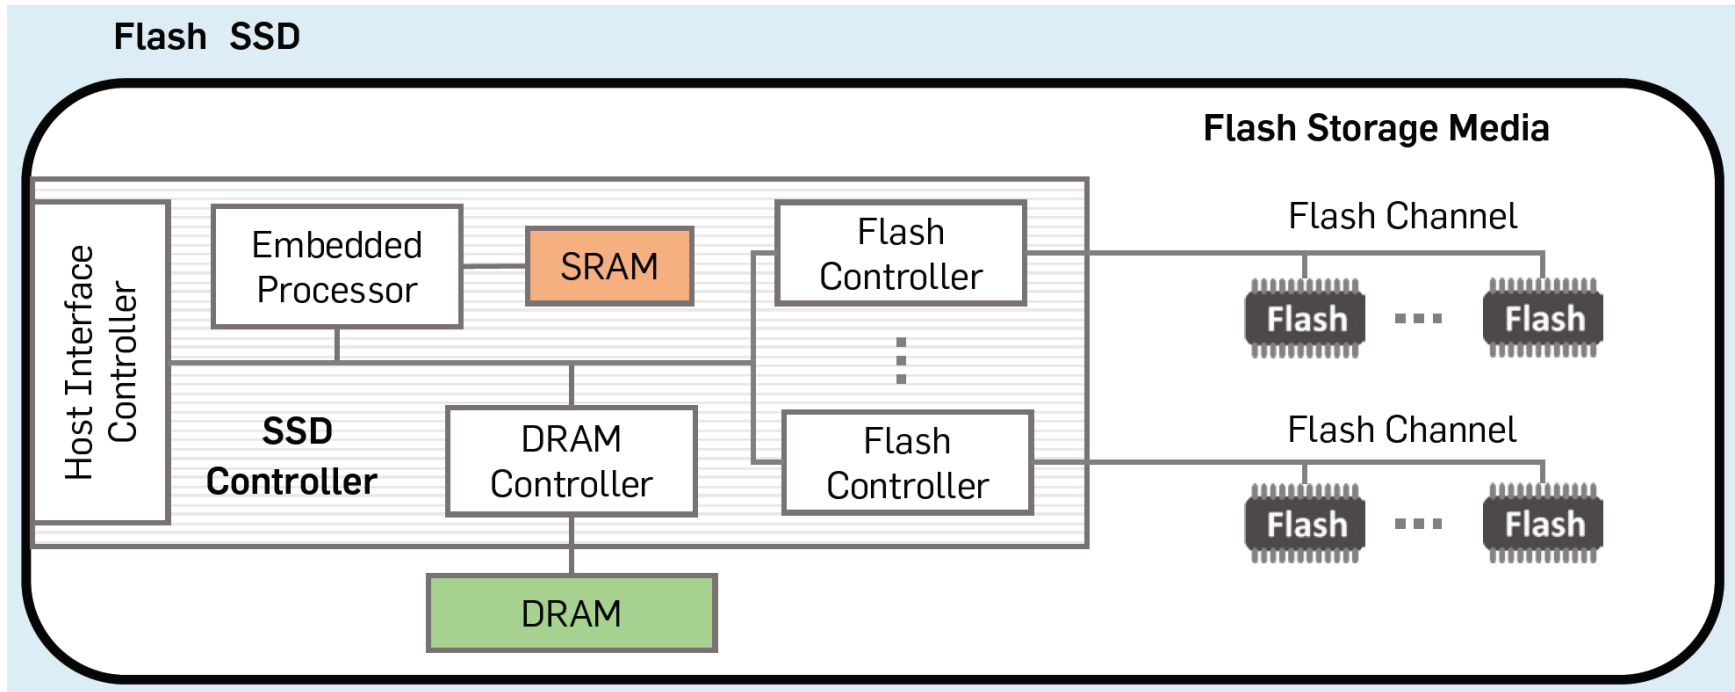 Flash SSD
Flash Storage Media
Host Interface
Controller
Embedded
Processor
SRAM
Flash
Controller
Flash Channel
Flash
Flash
SSD
Controller
DRAM
Controller
Flash
Controller
Flash Channel
Flash
Flash
DRAM